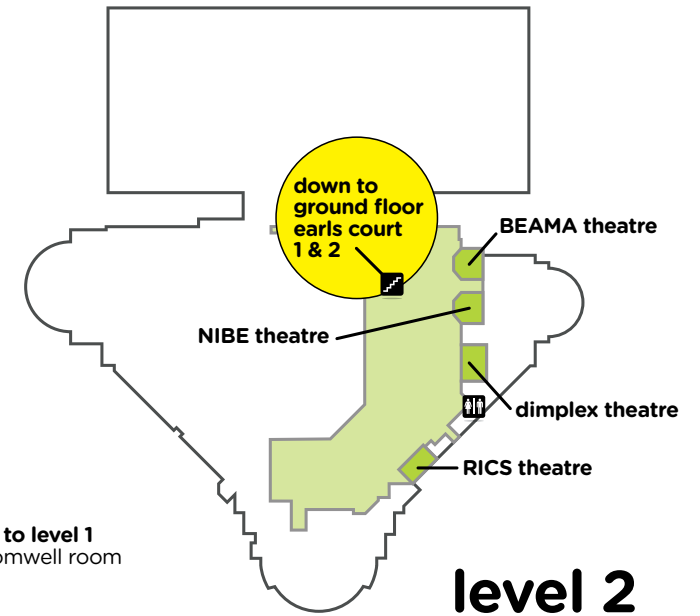 down to
ground floor
earls court
1 & 2
BEAMA theatre
NIBE theatre
dimplex theatre
RICS theatre
to level 1
omwell room
level 2